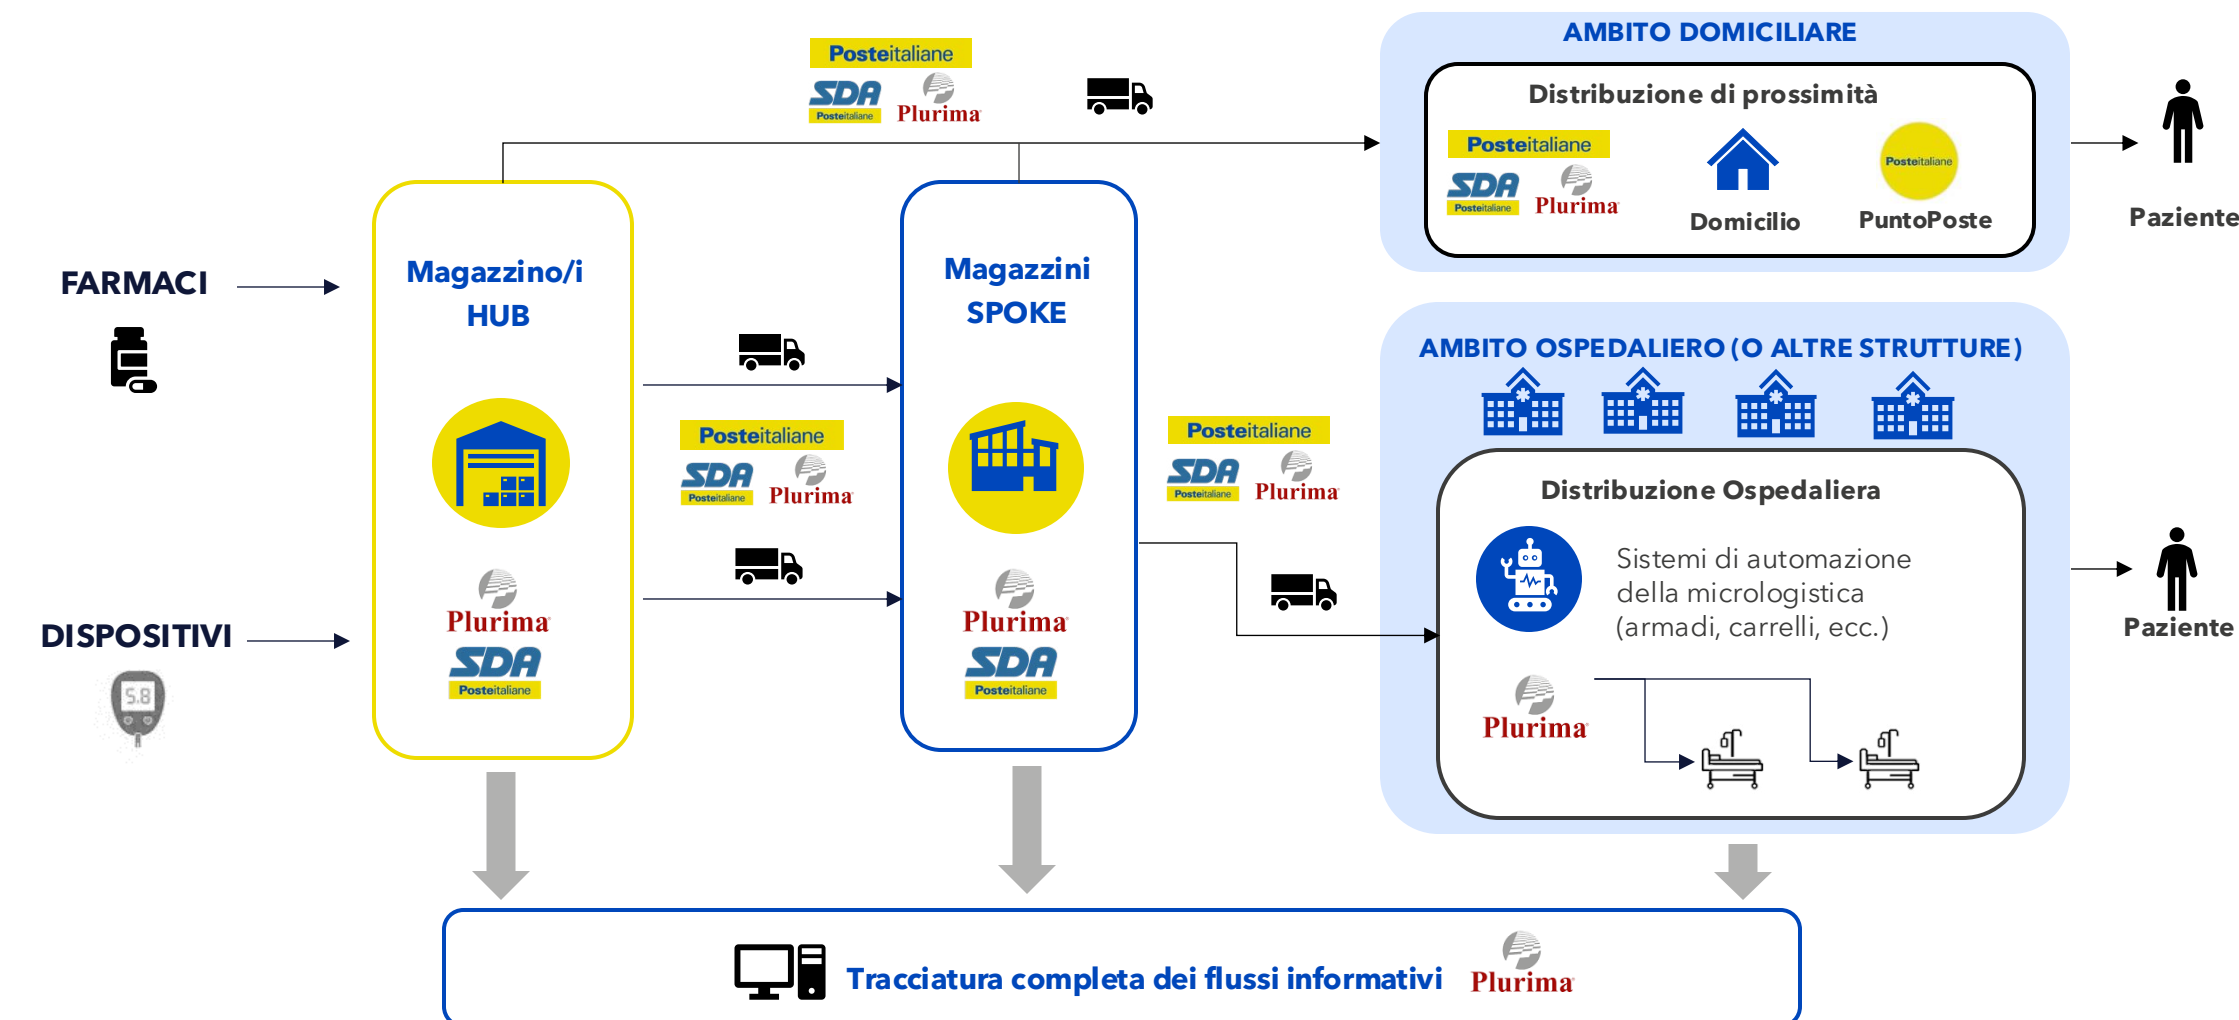 AMBITO DOMICILIARE
Posteitaliane
SDA
Posteitaliane
Plurima
Distribuzione di prossimità
Posteitaliane
SDA
Posteitaliane
Plurima
Domicilio
Posteitaliane
PuntoPoste
Paziente
FARMACI
Magazzino/i
HUB
Magazzini
SPOKE
AMBITO OSPEDALIERO (O ALTRE STRUTTURE)
Posteitaliane
SDA
Posteitaliane
Plurima
Posteitaliane
SDA
Posteitaliane
Plurima
Distribuzione Ospedaliera
Sistemi di automazione
della micrologistica
(armadi, carrelli, ecc.)
Paziente
DISPOSITIVI
5.8
Plurima
SDA
Posteitaliane
Plurima
SDA
Posteitaliane
Plurima
Tracciatura completa dei flussi informativi
Plurima